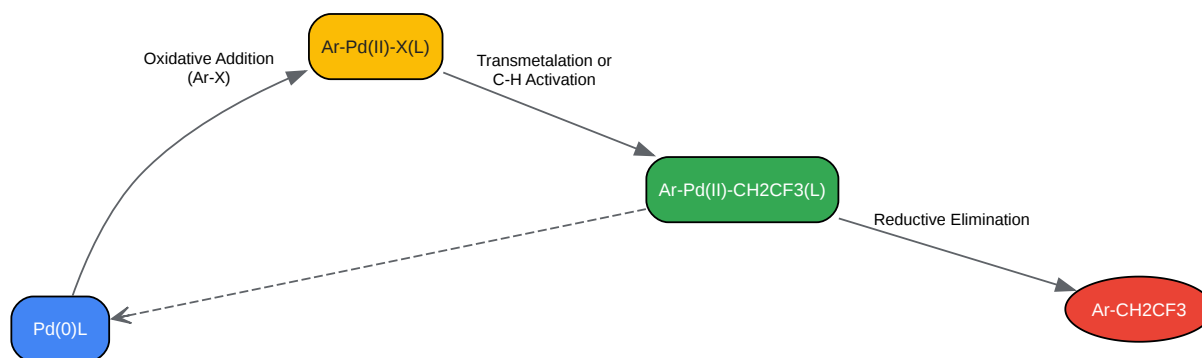 Ar-Pd(II)-X(L)
Oxidative Addition
(Ar-X)
Transmetalation or
C-H Activation
Ar-Pd(II)-CH2CF3(L)
Reductive Elimination
Pd(0)L
Ar-CH2CF3